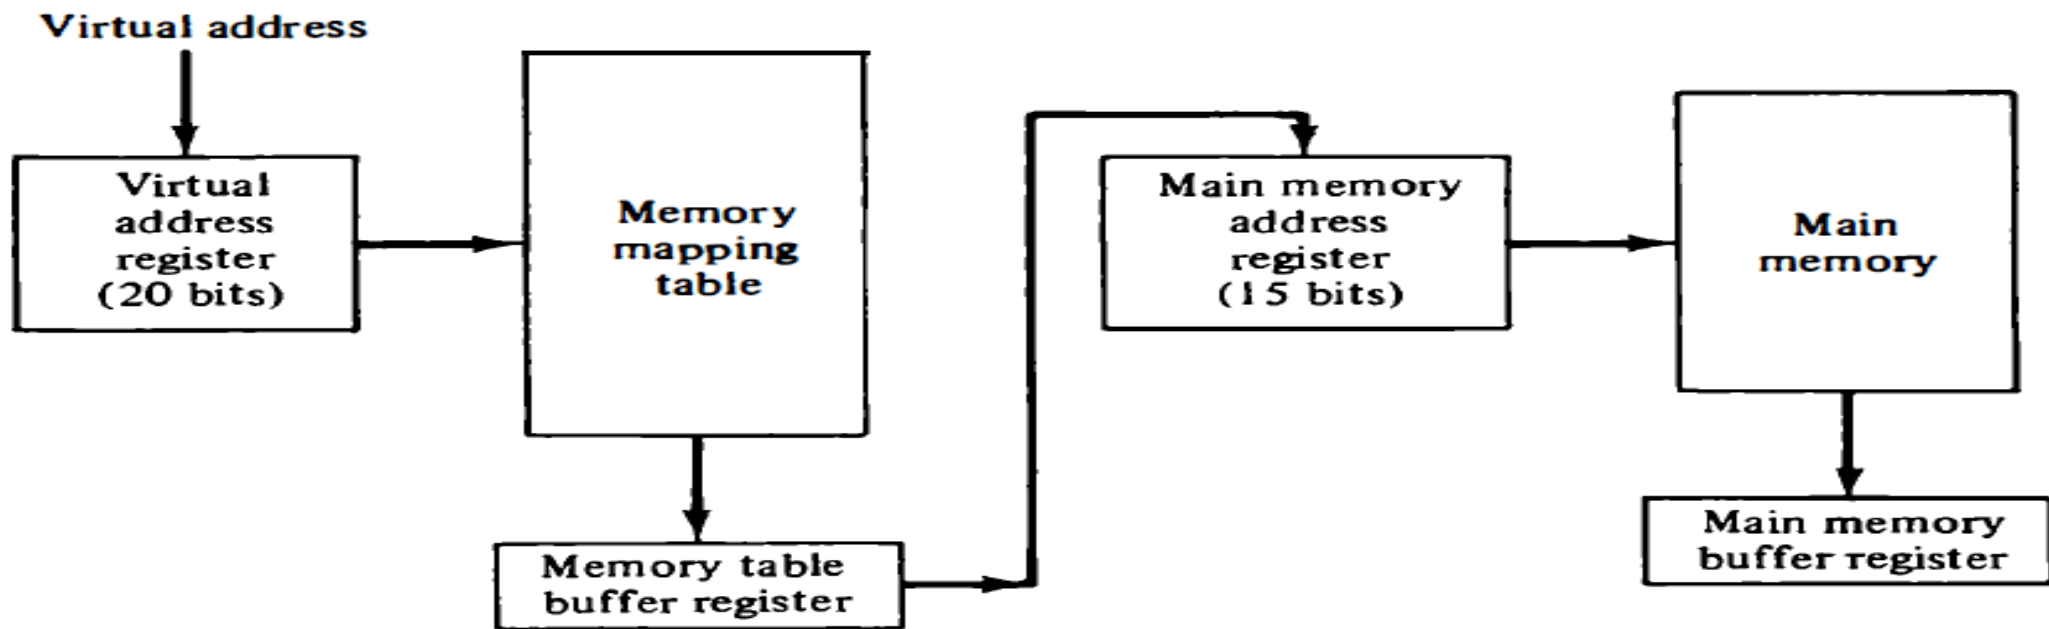 Virtual address
Virtual
address
register
(20 bits)
Memory
mapping
table
Memory table
buffer register
Main memory
address
register
(15 bits)
Main
memory
Main memory
buffer register